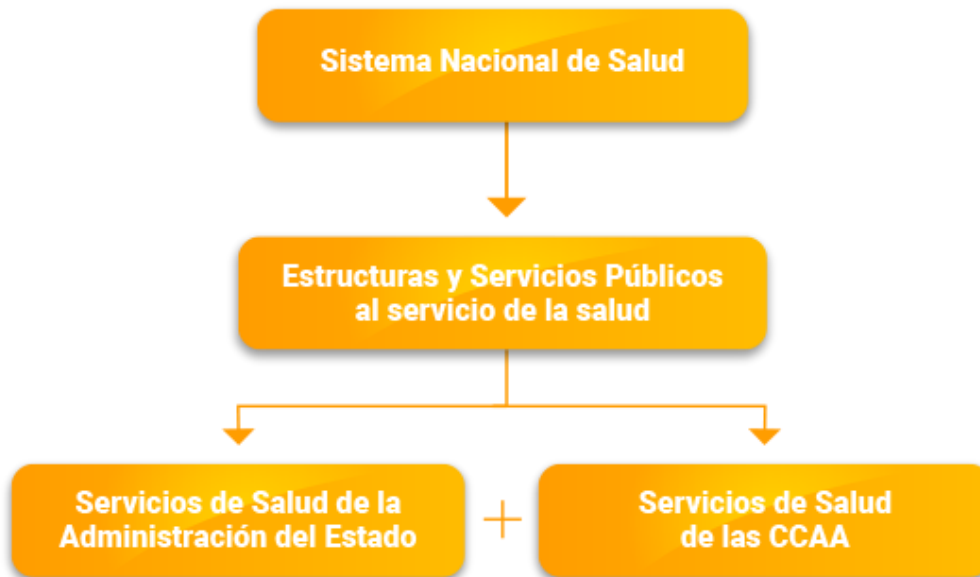 Sistema Nacional de Salud
Estructuras y Servicios Públicos
al servicio de la salud
Servicios de Salud de la
Administración del Estado
+
Servicios de Salud
de las CCAA